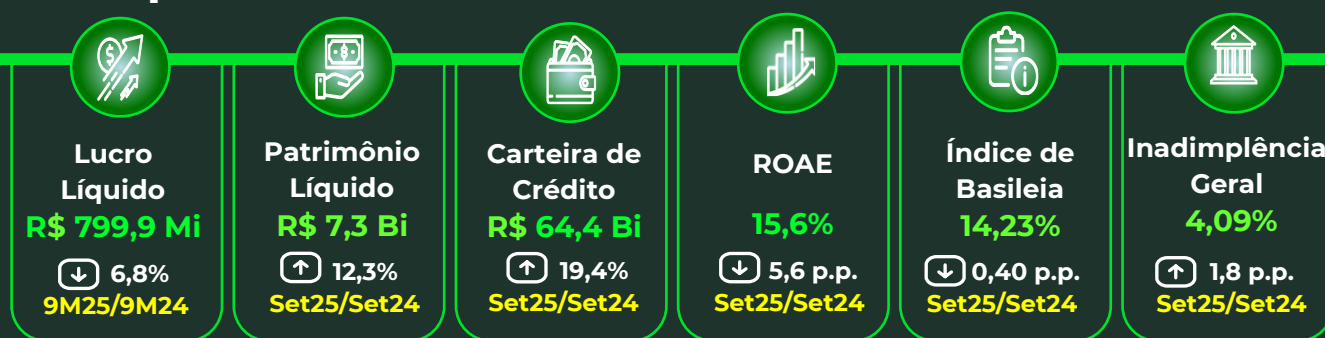 Lucro
Líquido
R$ 799,9 Mi
6,8%
9M25/9M24
Patrimônio
Líquido
R$ 7,3 Bi
12,3%
Set25/Set24
Carteira de
Crédito
R$ 64,4 Bi
19,4%
Set25/Set24
ROAE
15,6%
5,6 p.p.
Set25/Set24
Índice de
Basileia
14,23%
0,40 p.p.
Set25/Set24
Inadimplência
Geral
4,09%
1,8 p.p.
Set25/Set24